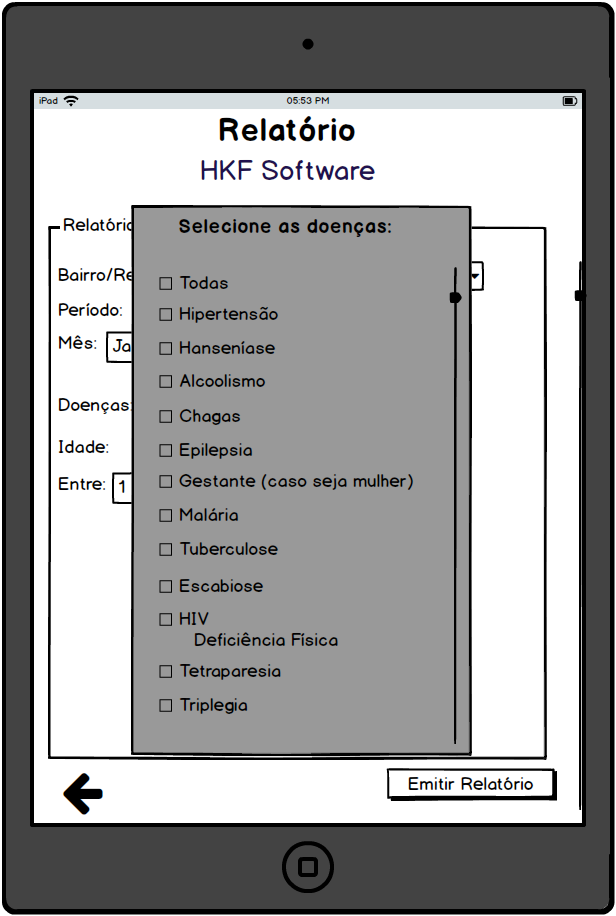 iPad 05:53 PM
Relatório
HKF Software
Relatório
Selecione as doenças:
Bairro/Re
Todas
Período:
Hipertensão
Mês: Ja
Hanseníase
Alcoolismo
Doenças:
Chagas
Idade:
Epilepsia
Entre: 1
Gestante (caso seja mulher)
Malária
Tuberculose
Escabiose
HIV
Deficiência Física
Tetraparesia
Triplegia
Emitir Relatório